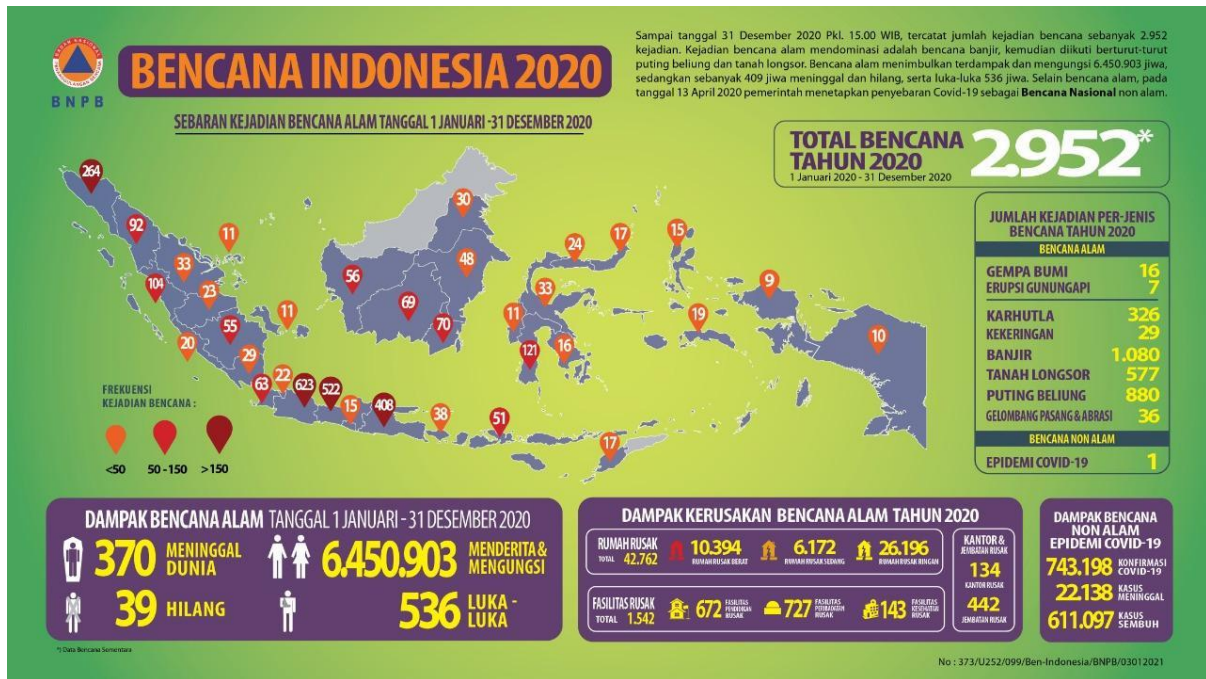 BNPB
BENCANA INDONESIA 2020
SEBARAN KEJADIAN BENCANA ALAM TANGGAL 1 JANUARI -31 DESEMBER 2020
Sampai tanggal 31 Desember 2020 Pkl. 15.00 WIB, tercatat jumlah kejadian bencana sebanyak 2.952
kejadian. Kejadian bencana alam mendominasi adalah bencana banjir, kemudian diikuti berturut-turut
puting beliung dan tanah longsor. Bencana alam menimbulkan terdampak dan mengungsi 6.450.903 jiwa,
sedangkan sebanyak 409 jiwa meninggal dan hilang, serta luka-luka 536 jiwa. Selain bencana alam, pada
tanggal 13 April 2020 pemerintah menetapkan penyebaran Covid-19 sebagai Bencana Nasional non alam.
TOTAL BENCANA
TAHUN 2020
1 Januari 2020 - 31 Desember 2020
2.952*
264
92
11
33
104
23
11
20
55
29
63
22
623
522
15
408
38
51
17
30
56
48
69
70
24
17
15
33
11
121
16
19
9
10
FREKUENSI
KEJADIAN BENCANA :
<50
50 -150
>150
JUMLAH KEJADIAN PER-JENIS
BENCANA TAHUN 2020
BENCANA ALAM
GEMPA BUMI 16
ERUPSI GUNUNGAPI 7
KARHUTLA 326
KEKERINGAN 29
BANJIR 1.080
TANAH LONGSOR 577
PUTING BELIUNG 880
GELOMBANG PASANG & ABRASI 36
BENCANA NON ALAM
EPIDEMI COVID-19 1
DAMPAK BENCANA ALAM TANGGAL 1 JANUARI - 31 DESEMBER 2020
370 MENINGGAL
DUNIA
6.450.903 MENDERITA &
MENGUNGSI
39 HILANG
536 LUKA -
LUKA
DAMPAK KERUSAKAN BENCANA ALAM TAHUN 2020
RUMAH RUSAK
TOTAL 42.762
10.394
RUMAH RUSAK BERAT
6.172
RUMAH RUSAK SEDANG
26.196
RUMAH RUSAK RINGAN
FASILITAS RUSAK
TOTAL 1.542
672 FASILITAS
PENDIDIKAN
RUSAK
727 FASILITAS
PERIBADATAN
RUSAK
143 FASILITAS
KESEHATAN
RUSAK
KANTOR &
JEMBATAN RUSAK
134
KANTOR RUSAK
442
JEMBATAN RUSAK
DAMPAK BENCANA
NON ALAM
EPIDEMI COVID-19
743.198 KONFIRMASI
COVID-19
22.138 KASUS
MENINGGAL
611.097 KASUS
SEMBUH
*) Data Bencana Sementara
No : 373/U252/099/Ben-Indonesia/BNPB/03012021